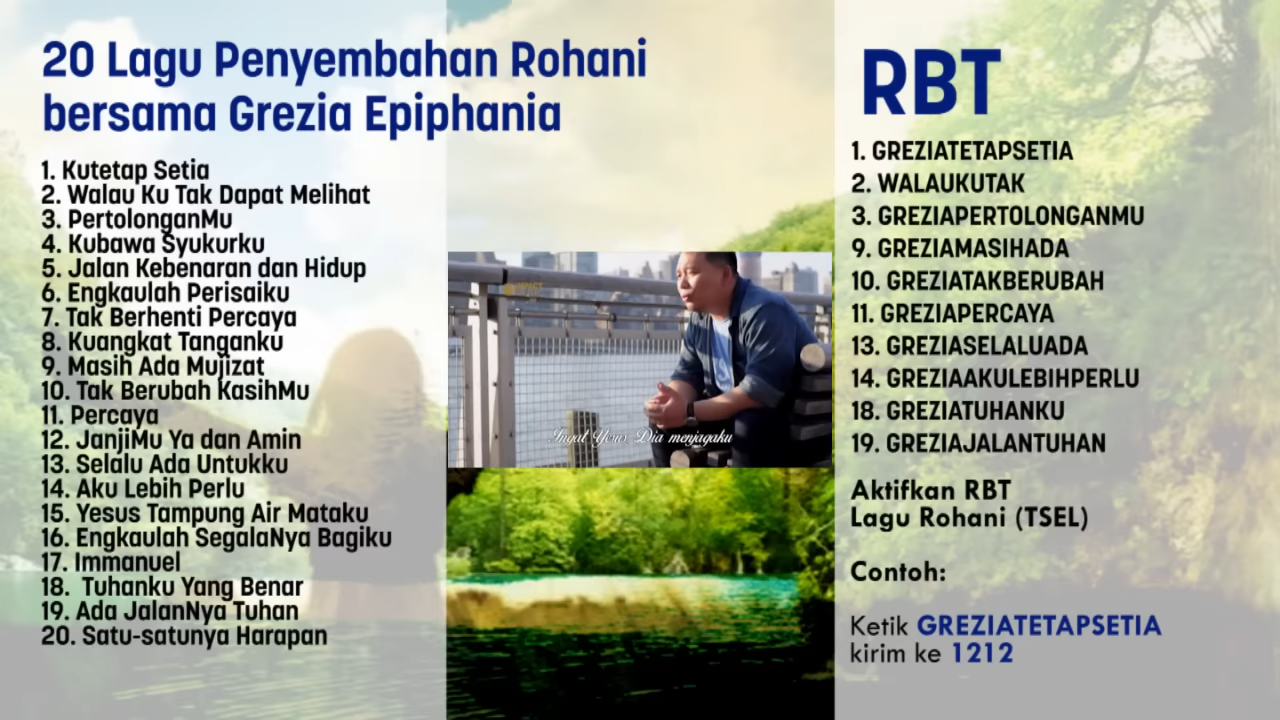 20 Lagu Penyembahan Rohani
bersama Grezia Epiphania
1. Kutetap Setia
2. Walau Ku Tak Dapat Melihat
3. PertolonganMu
4. Kubawa Syukurku
5. Jalan Kebenaran dan Hidup
6. Engkaulah Perisaiku
7. Tak Berhenti Percaya
8. Kuangkat Tanganku
9. Masih Ada Mujizat
10. Tak Berubah KasihMu
11. Percaya
12. JanjiMu Ya dan Amin
13. Selalu Ada Untukku
14. Aku Lebih Perlu
15. Yesus Tampung Air Mataku
16. Engkaulah SegalaNya Bagiku
17. Immanuel
18. Tuhanku Yang Benar
19. Ada JalanNya Tuhan
20. Satu-satunya Harapan
Dia menjagaku
RBT
1. GREZIATETAPSETIA
2. WALAUKUTAK
3. GREZIAPERTOLONGANMU
9. GREZIAMASIHADA
10. GREZIATAKBERUBAH
11. GREZIAPERCAYA
13. GREZIASELALUADA
14. GREZIAAKULEBIHPERLU
18. GREZIATUHANKU
19. GREZIAJALANTUHAN
Aktifkan RBT
Lagu Rohani (TSEL)
Contoh:
Ketik GREZIATETAPSETIA
kirim ke 1212